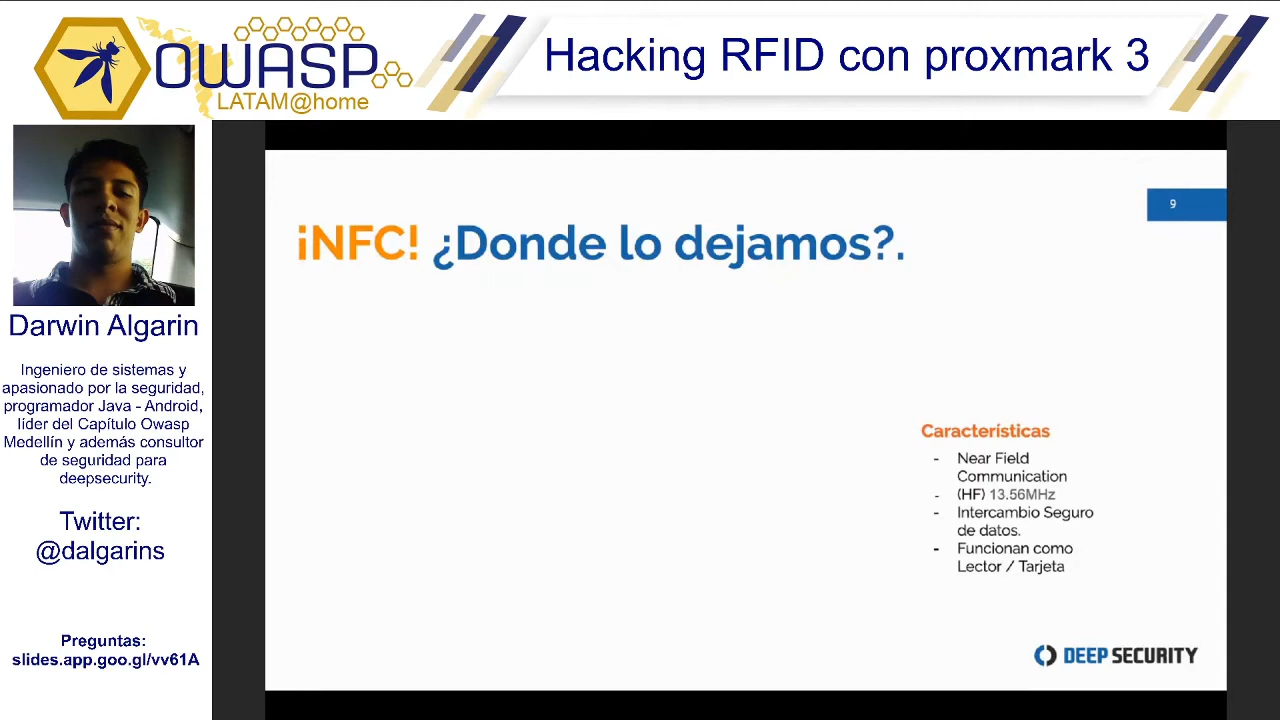 OWASP
LATAM@home
Hacking RFID con proxmark 3
Darwin Algarin
Ingeniero de sistemas y
apasionado por la seguridad,
programador Java - Android,
líder del Capítulo Owasp
Medellín y además consultor
de seguridad para
deepsecurity.
Twitter:
@dalgarins
Preguntas:
slides.app.goo.gl/vv61A
9
¡NFC! ¿Donde lo dejamos?.
Características
- Near Field
Communication
- (HF) 13.56MHz
- Intercambio Seguro
de datos.
- Funcionan como
Lector / Tarjeta
DEEP SECURITY